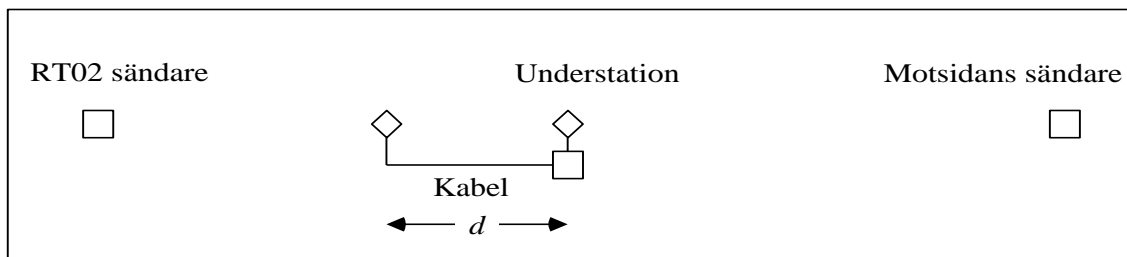 RT02 sändare
Understation
Motsidans sändare
Kabel
d